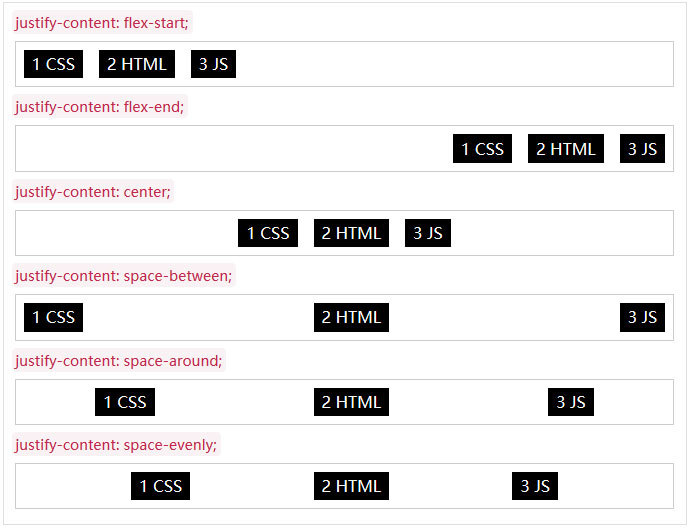 justify-content: flex-start;
1 CSS 2 HTML 3 JS
justify-content: flex-end;
1 CSS 2 HTML 3 JS
justify-content: center;
1 CSS 2 HTML 3 JS
justify-content: space-between;
1 CSS 2 HTML 3 JS
justify-content: space-around;
1 CSS 2 HTML 3 JS
justify-content: space-evenly;
1 CSS 2 HTML 3 JS